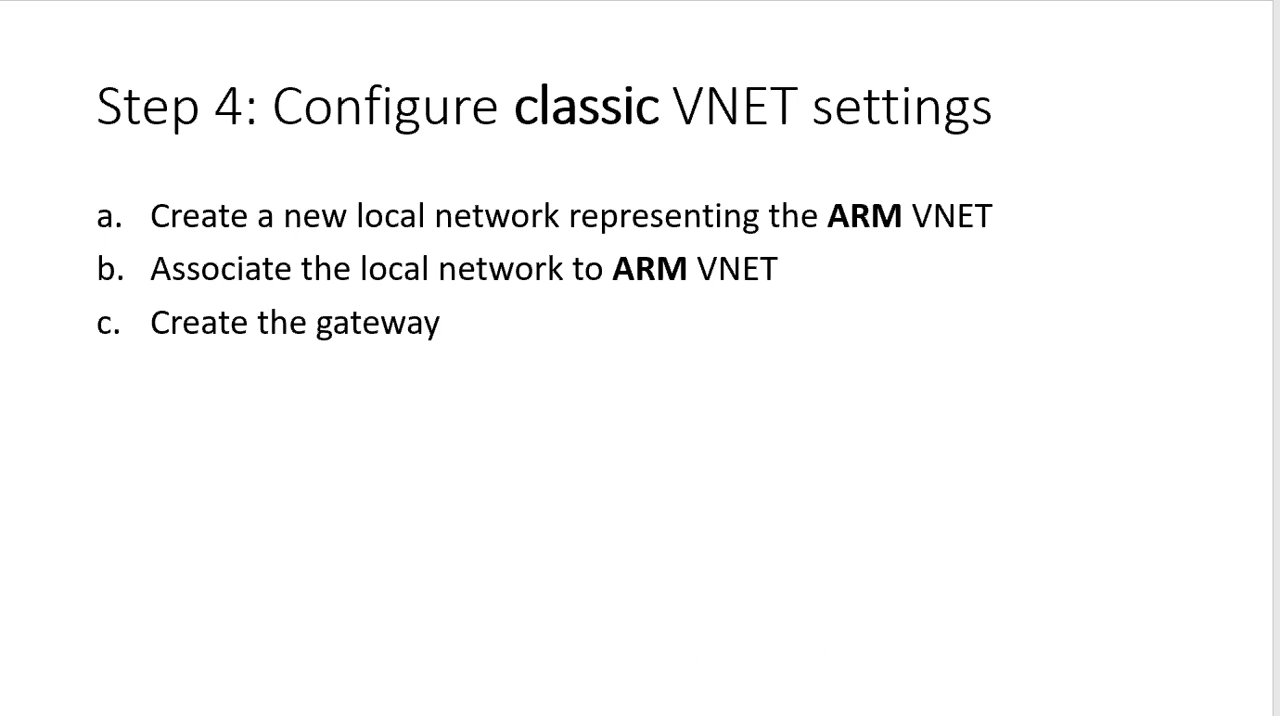 Step 4: Configure classic VNET settings
a. Create a new local network representing the ARM VNET
b. Associate the local network to ARM VNET
c. Create the gateway